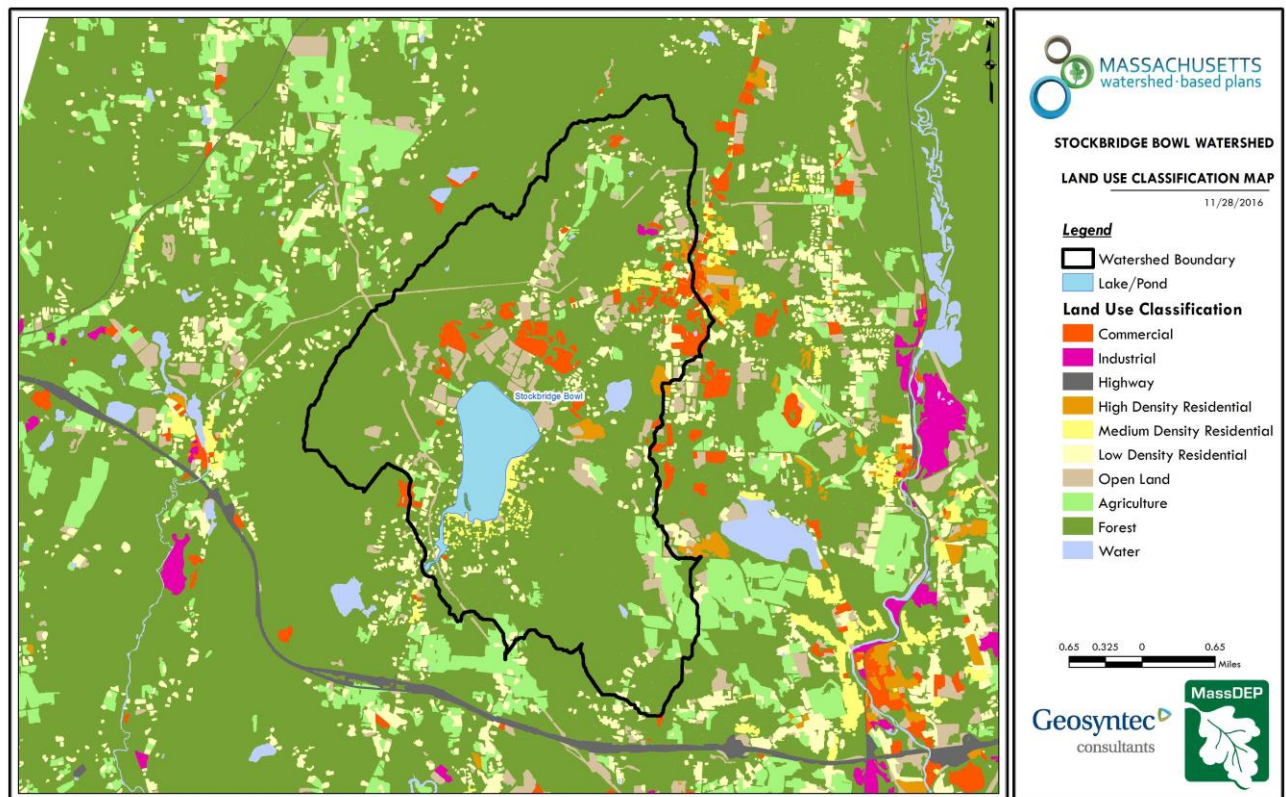 Stockbridge Bowl
MASSACHUSETTS
watershed-based plans
STOCKBRIDGE BOWL WATERSHED
LAND USE CLASSIFICATION MAP
11/28/2016
Legend
Watershed Boundary
Lake/Pond
Land Use Classification
Commercial
Industrial
Highway
High Density Residential
Medium Density Residential
Low Density Residential
Open Land
Agriculture
Forest
Water
0.65 0.325 0 0.65
Miles
Geosyntec
consultants
MassDEP